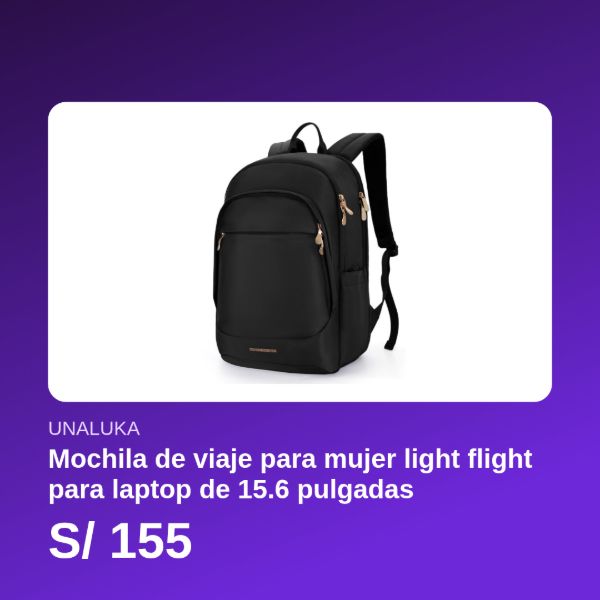 UNALUKA
Mochila de viaje para mujer light flight
para laptop de 15.6 pulgadas
S/ 155